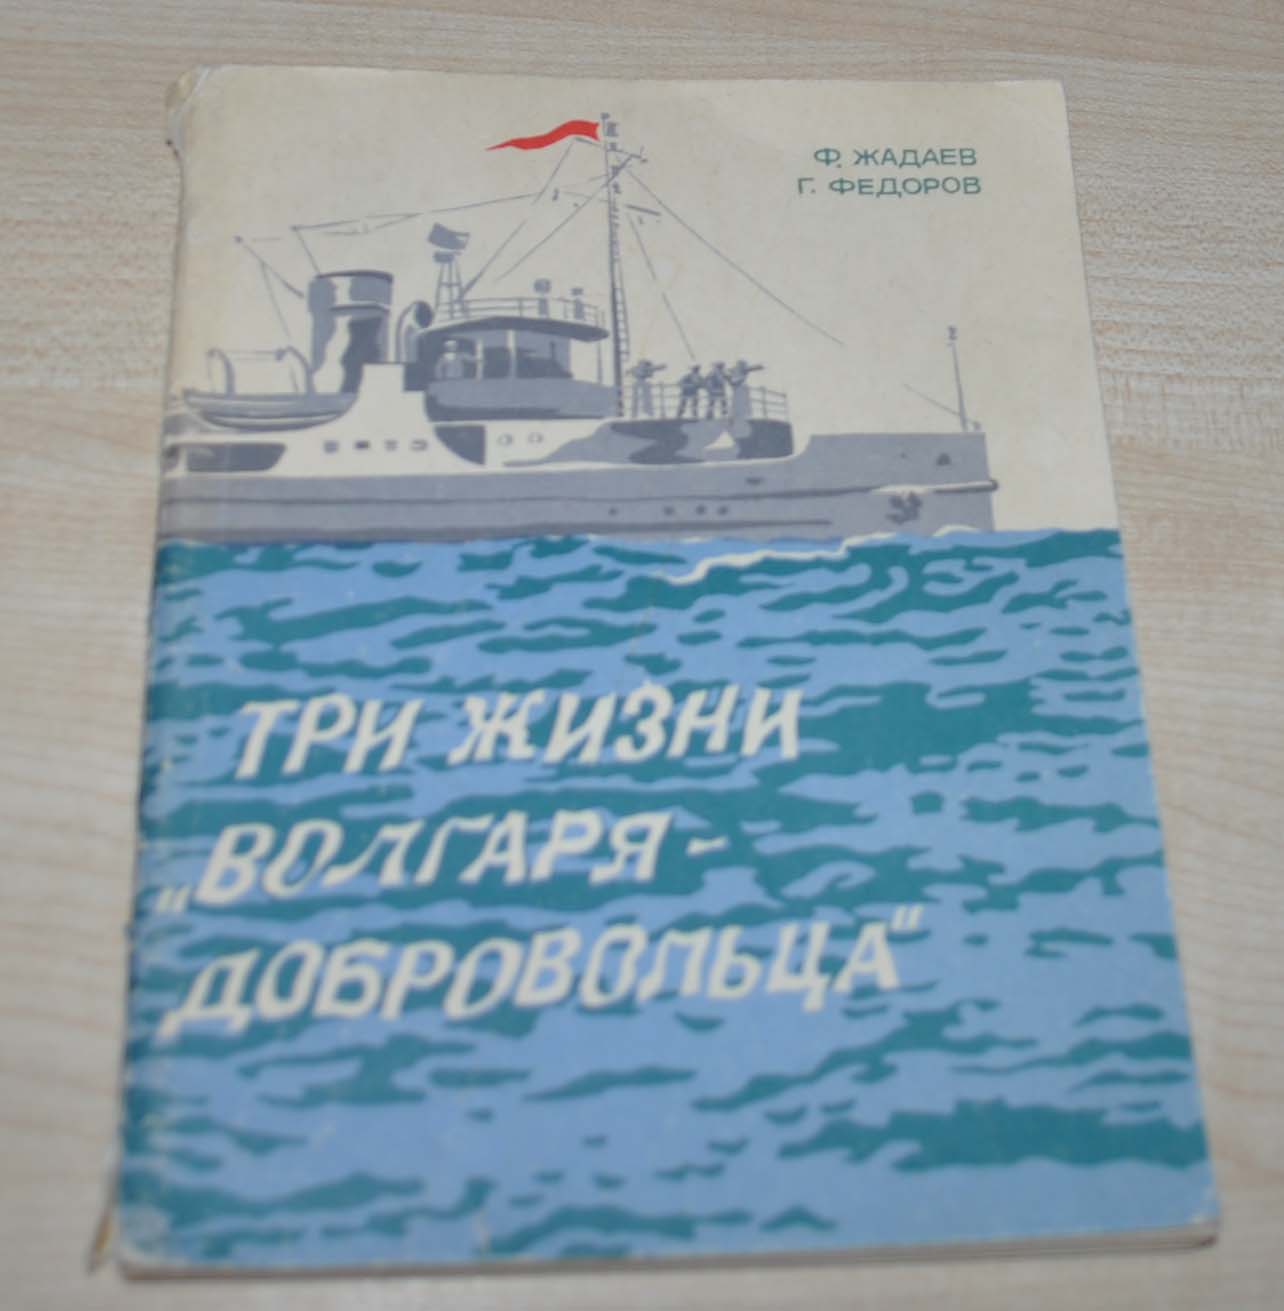 Ф. ЖАДАЕВ
Г. ФЕДОРОВ
ТРИ ЖИЗНИ
„ВОЛГАРЯ-
ДОБРОВОЛЬЦА"